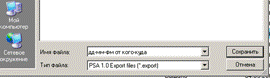 Мой
компьютер
Сетевое
окружение
Имя файла:
дд-мм-фм от кого-куда
Сохранить
Тип файла:
PSA 1.0 Export files (*.export)
Отмена